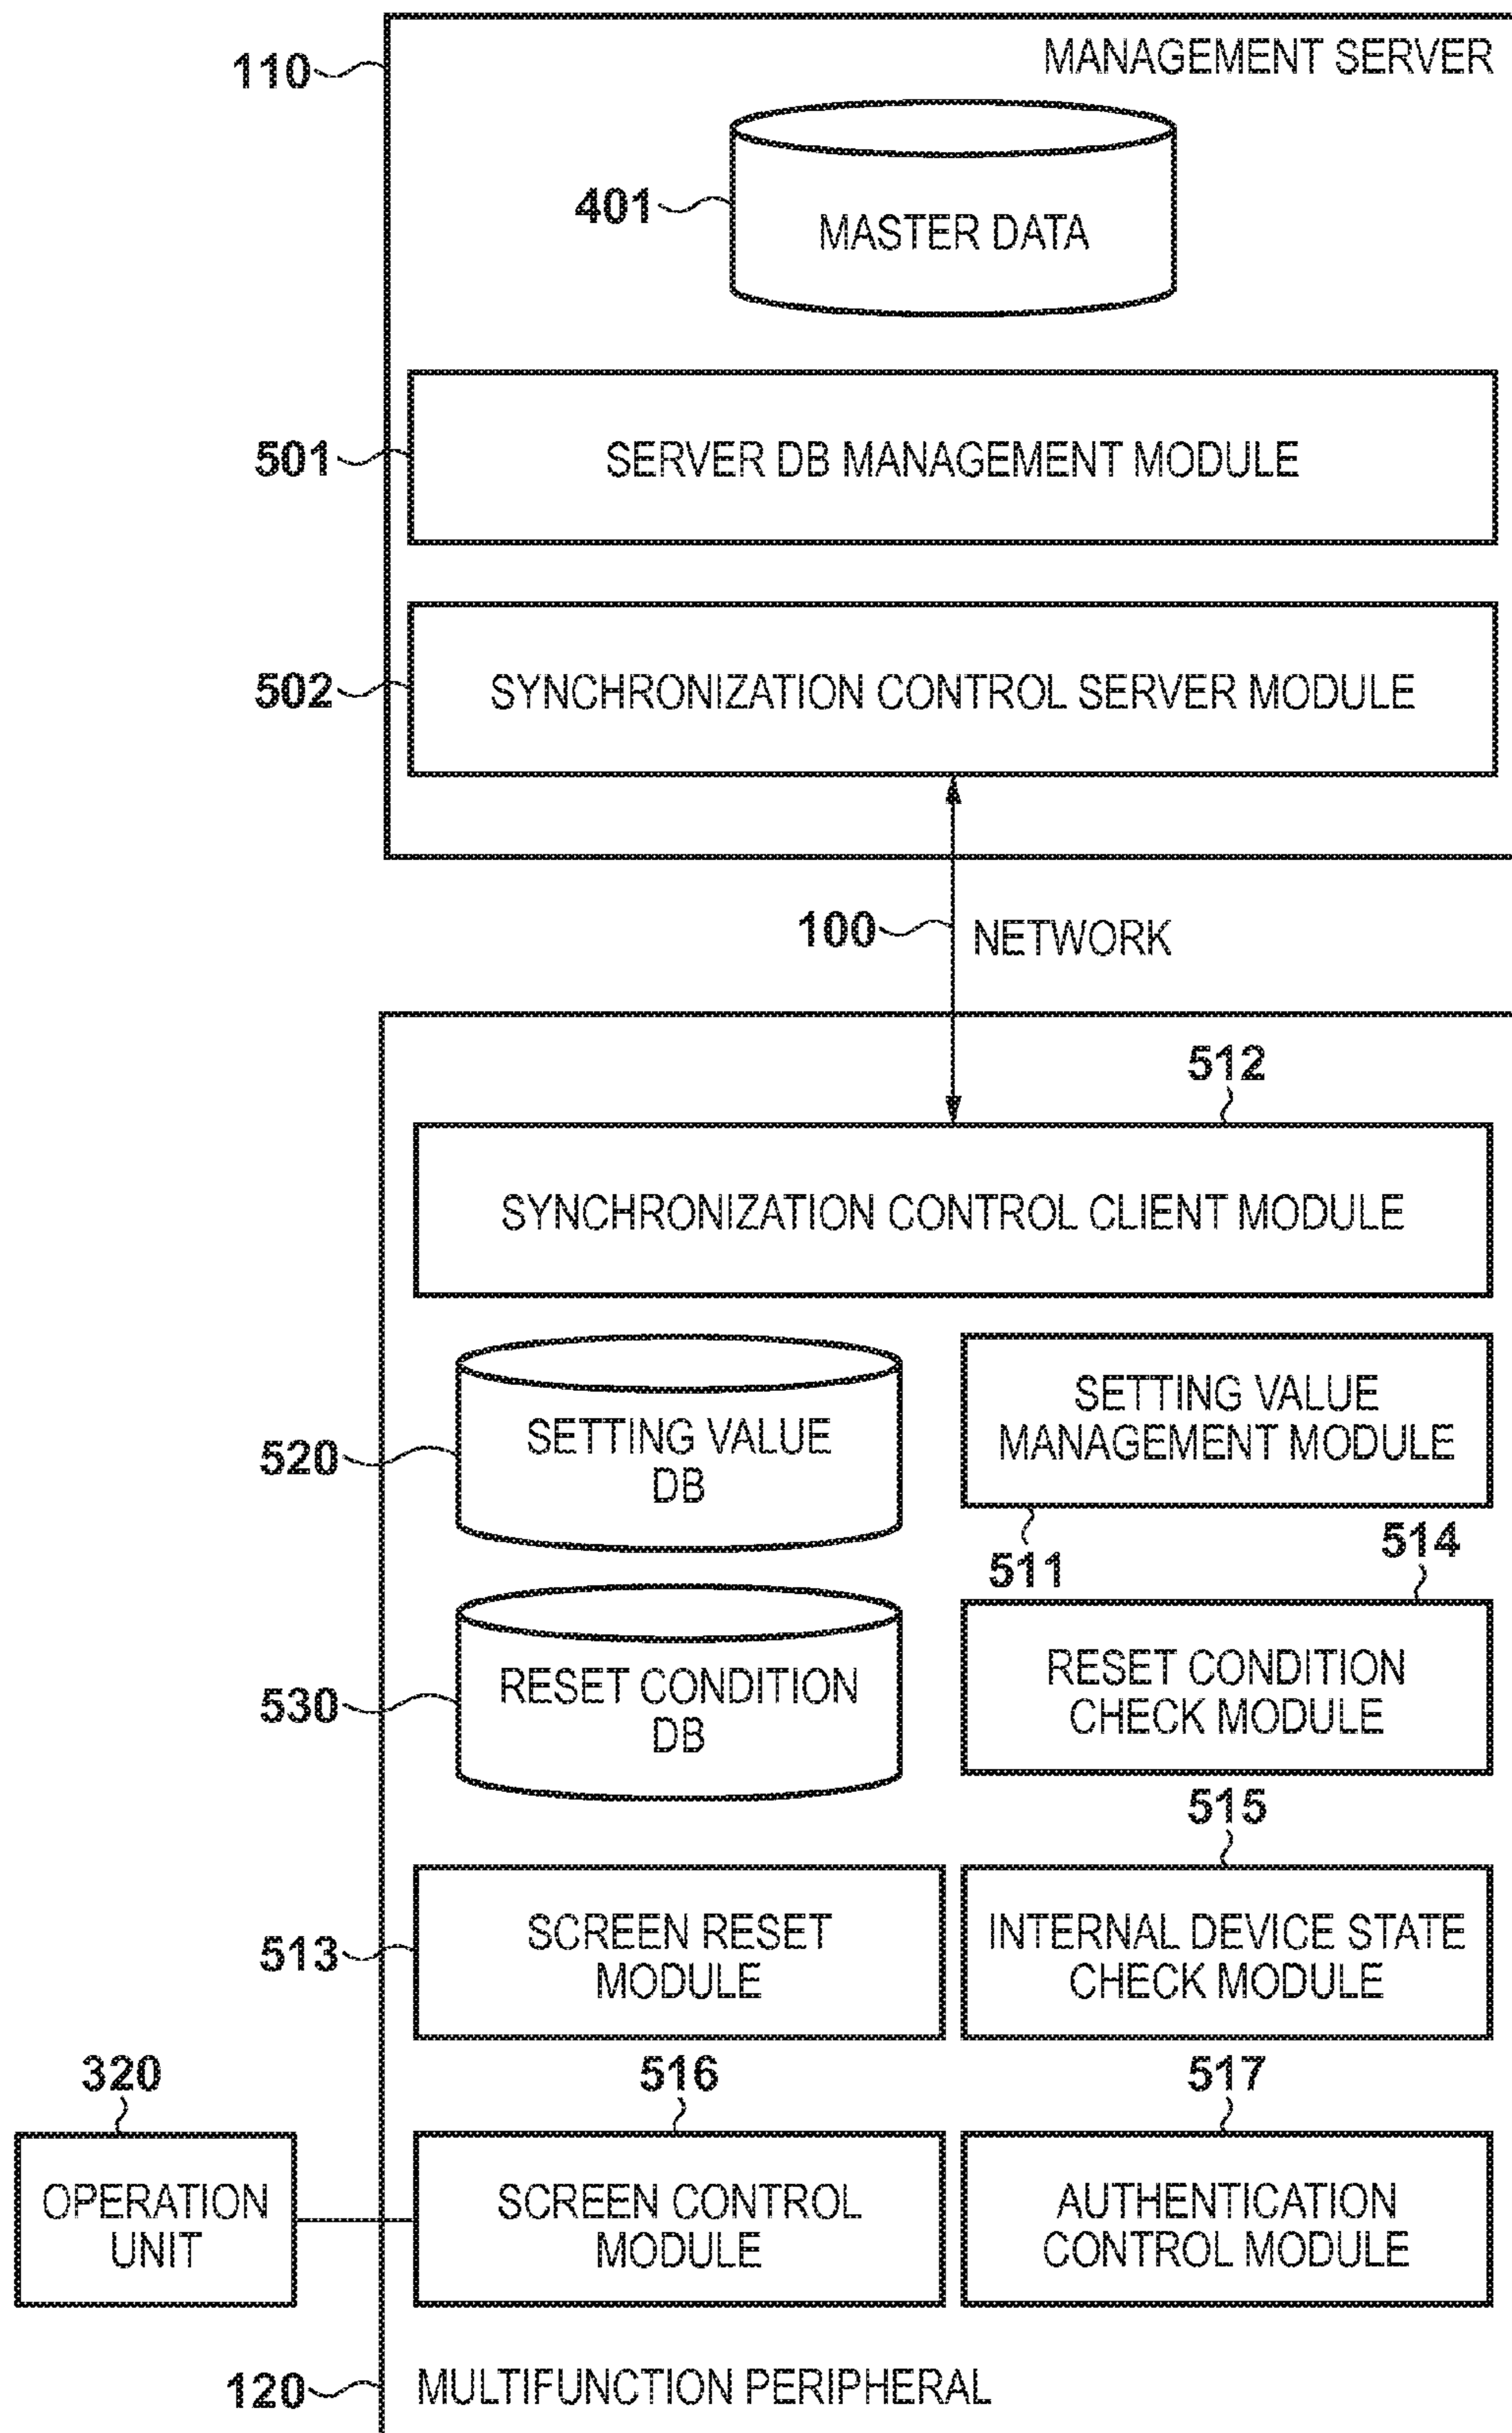 110
MANAGEMENT SERVER
401
MASTER DATA
501
SERVER DB MANAGEMENT MODULE
502
SYNCHRONIZATION CONTROL SERVER MODULE
100
NETWORK
512
SYNCHRONIZATION CONTROL CLIENT MODULE
520
SETTING VALUE
DB
SETTING VALUE
MANAGEMENT MODULE
511
514
530
RESET CONDITION
DB
RESET CONDITION
CHECK MODULE
515
513
SCREEN RESET
MODULE
INTERNAL DEVICE STATE
CHECK MODULE
320
516
517
OPERATION
UNIT
SCREEN CONTROL
MODULE
AUTHENTICATION
CONTROL MODULE
120
MULTIFUNCTION PERIPHERAL